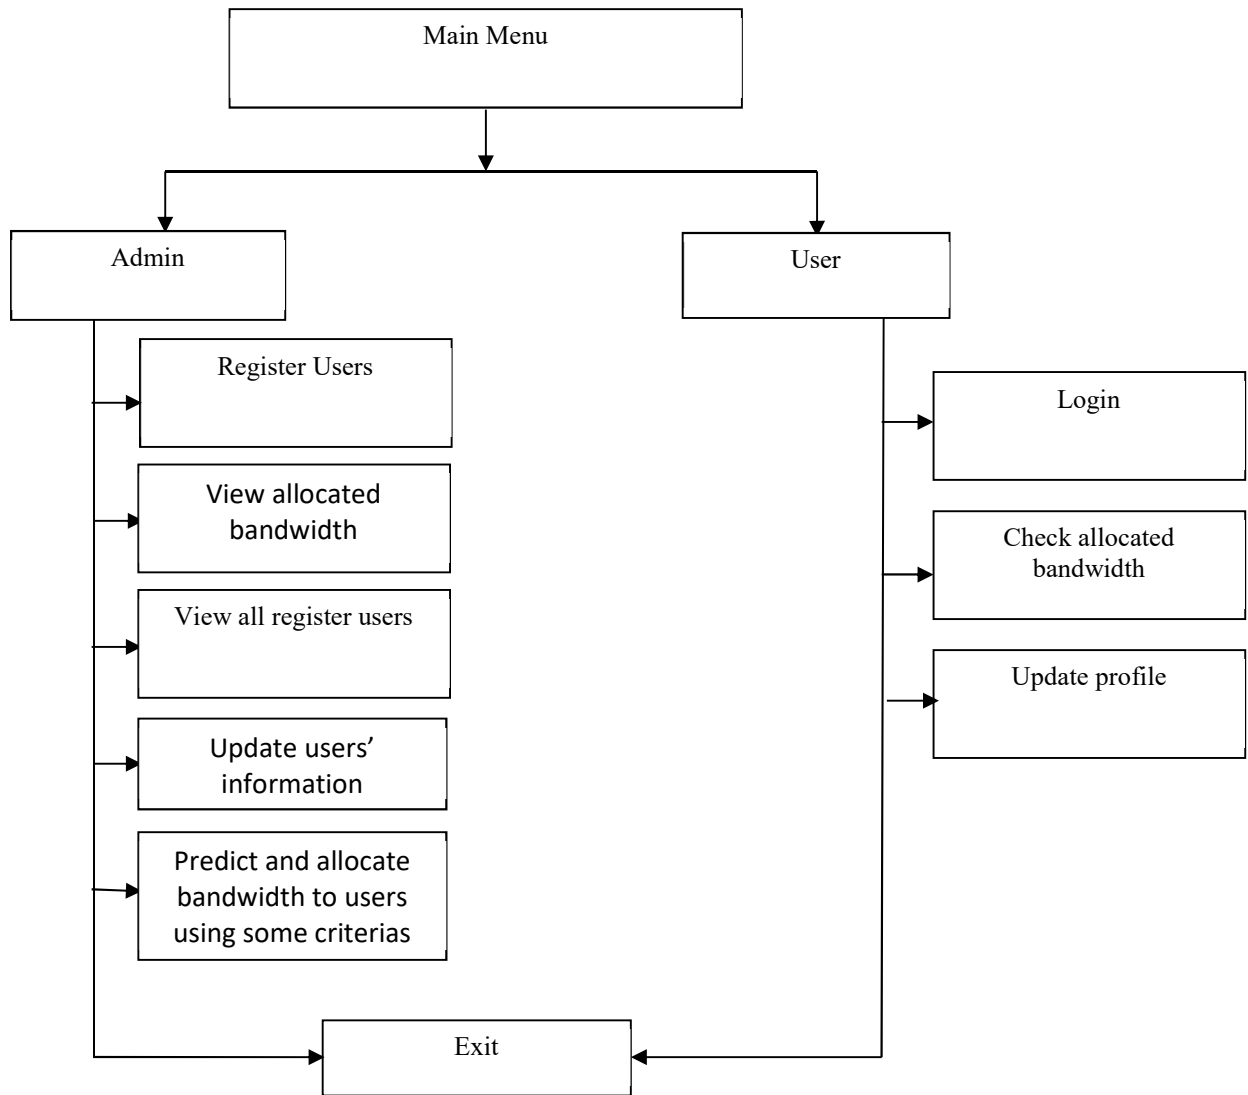 Main Menu
Admin
User
Register Users
Login
View allocated
bandwidth
Check allocated
bandwidth
View all register users
Update profile
Update users’
information
Predict and allocate
bandwidth to users
using some criterias
Exit